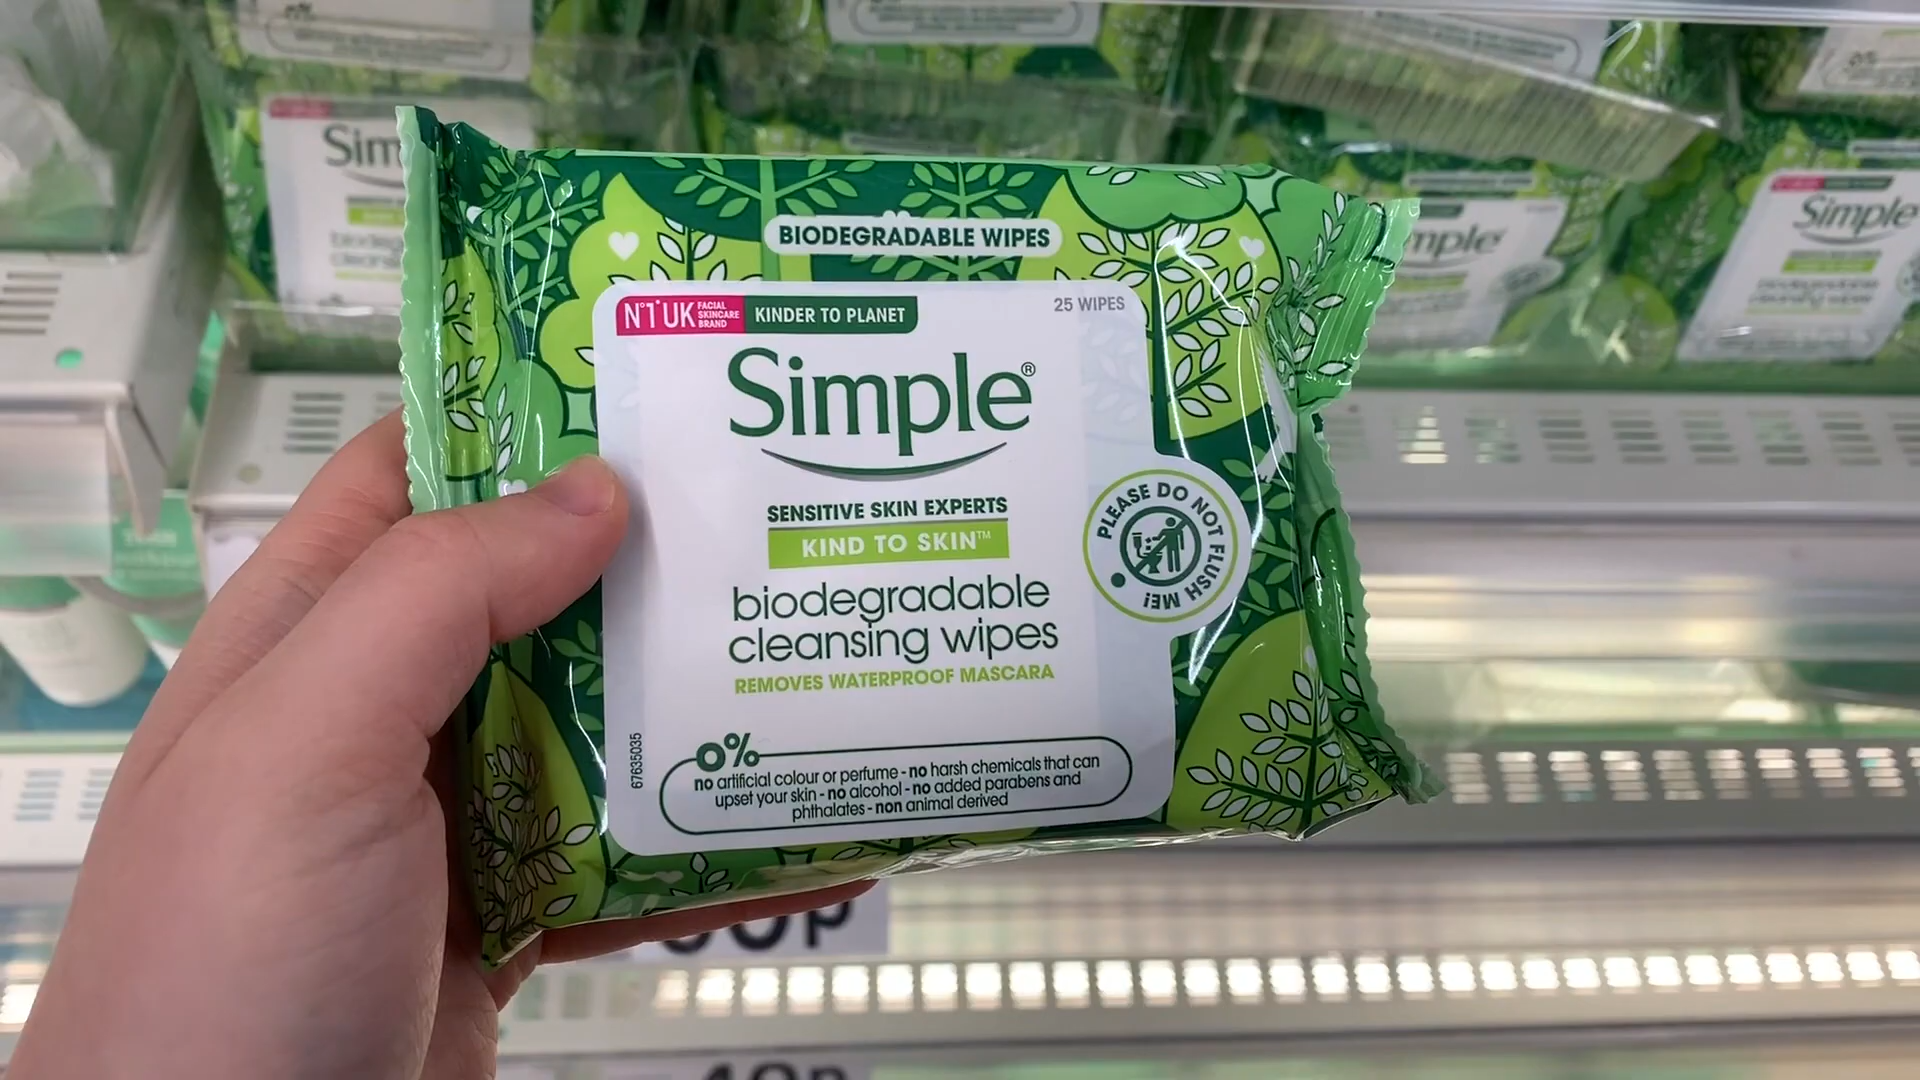 BIODEGRADABLE WIPES
N°1 UK FACIAL SKINCARE BRAND KINDER TO PLANET
25 WIPES
Simple®
SENSITIVE SKIN EXPERTS
KIND TO SKIN™
biodegradable
cleansing wipes
REMOVES WATERPROOF MASCARA
PLEASE DO NOT FLUSH ME!
0%
no artificial colour or perfume - no harsh chemicals that can
upset your skin - no alcohol - no added parabens and
phthalates - non animal derived
67635035
Simple